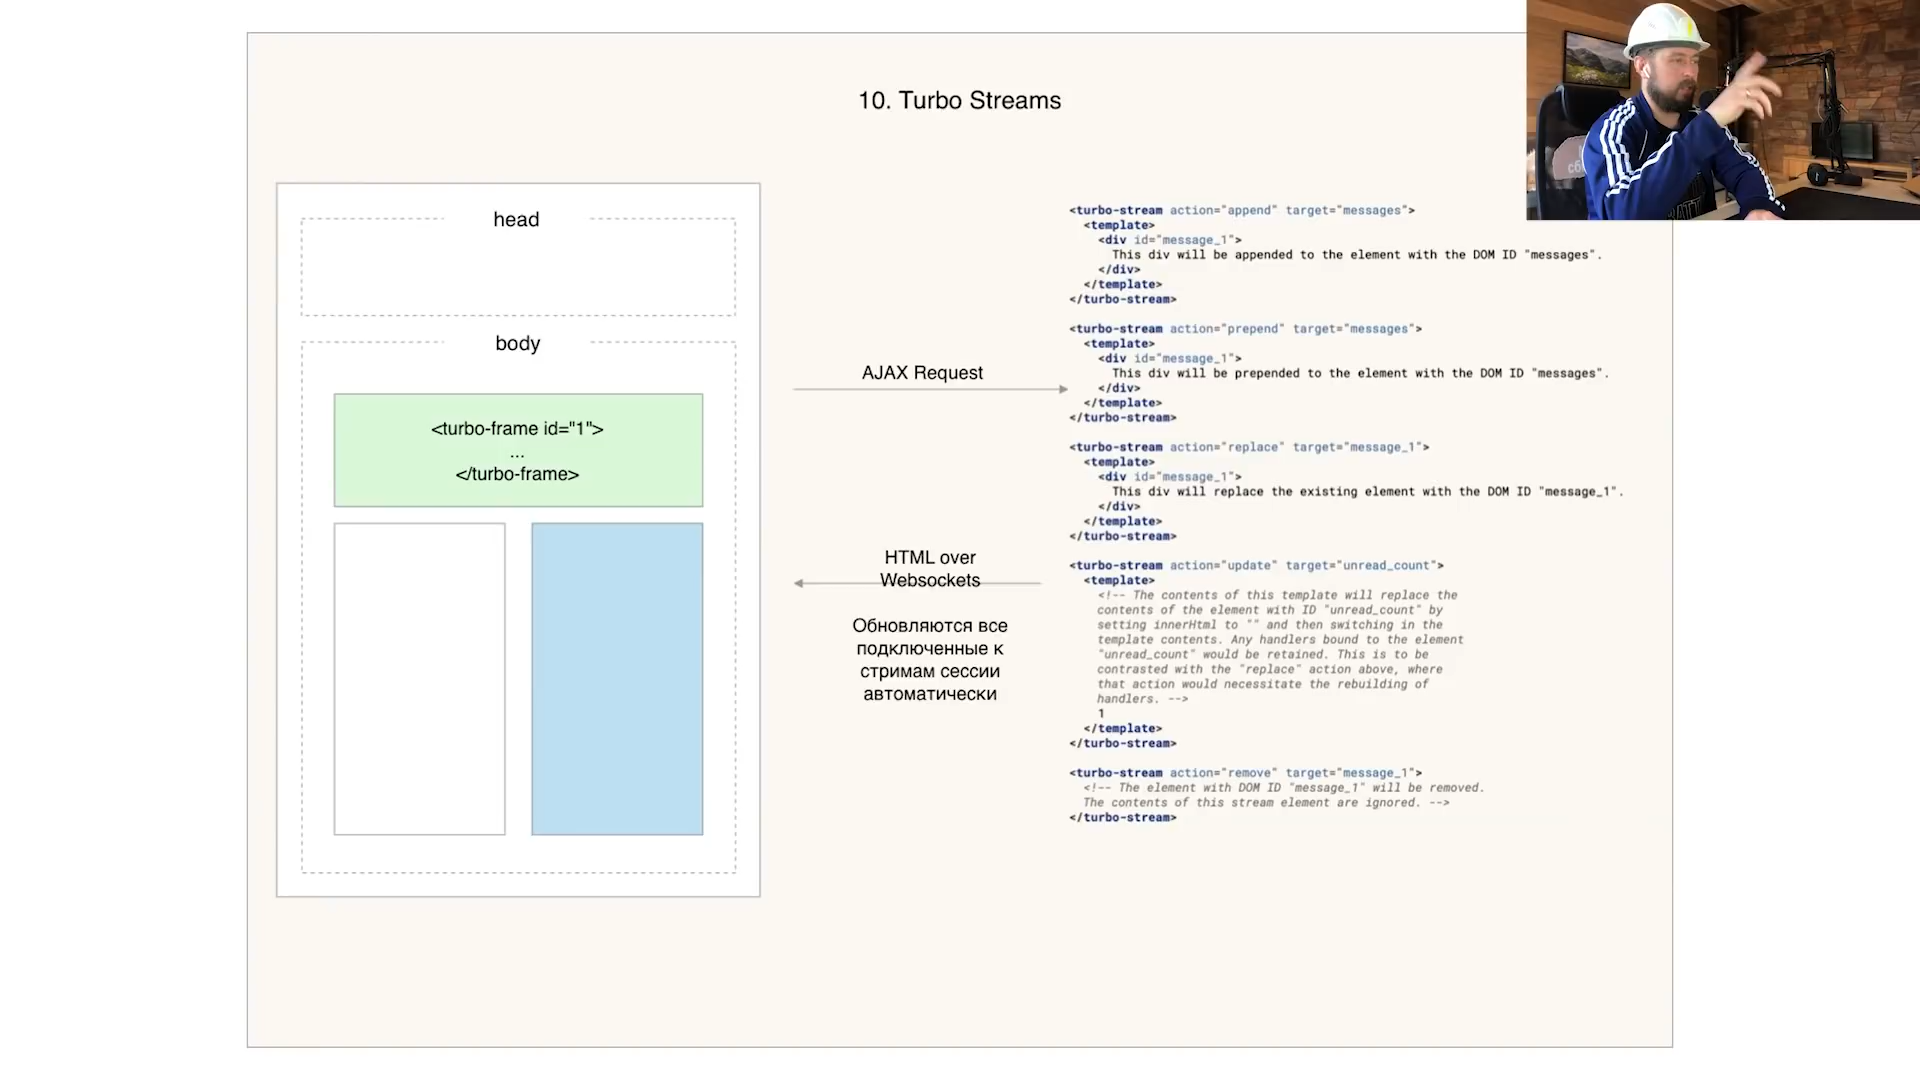 10. Turbo Streams
head
body
<turbo-frame id="1">
...
</turbo-frame>
AJAX Request
HTML over
Websockets
Обновляются все
подключенные к
стримам сессии
автоматически
<turbo-stream action="append" target="messages">
<template>
<div id="message_1">
This div will be appended to the element with the DOM ID "messages".
</div>
</template>
</turbo-stream>
<turbo-stream action="prepend" target="messages">
<template>
<div id="message_1">
This div will be prepended to the element with the DOM ID "messages".
</div>
</template>
</turbo-stream>
<turbo-stream action="replace" target="message_1">
<template>
<div id="message_1">
This div will replace the existing element with the DOM ID "message_1".
</div>
</template>
</turbo-stream>
<turbo-stream action="update" target="unread_count">
<template>
<!-- The contents of this template will replace the
contents of the element with ID "unread_count" by
setting innerHtml to "" and then switching in the
template contents. Any handlers bound to the element
"unread_count" would be retained. This is to be
contrasted with the "replace" action above, where
that action would necessitate the rebuilding of
handlers. -->
1
</template>
</turbo-stream>
<turbo-stream action="remove" target="message_1">
<!-- The element with DOM ID "message_1" will be removed.
The contents of this stream element are ignored. -->
</turbo-stream>